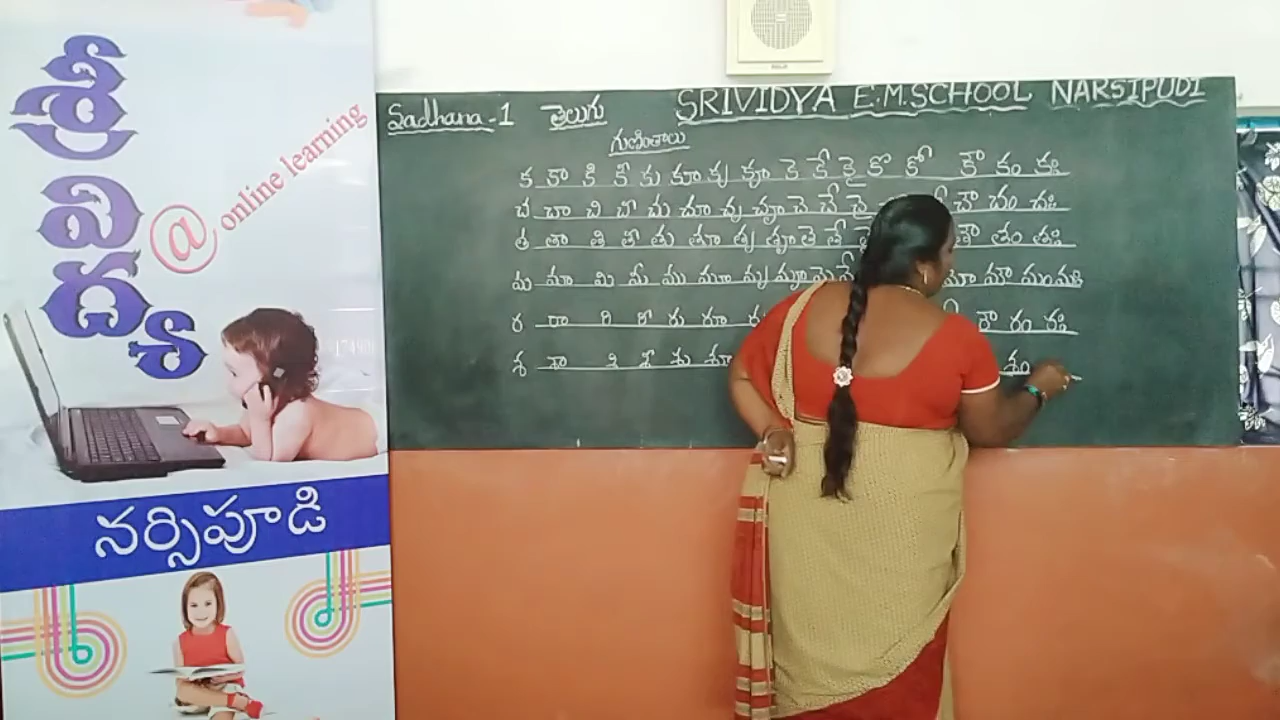 శ్రీ
విద్యా
@ online learning
నర్సిపూడి
Sadhana-1 తెలుగు SRIVIDYA E.M.SCHOOL NARSIPUDI
గుణింతాలు
క కా కి కీ కు కూ కృ కౄ కె కే కై కొ కో కౌ కం కః
చ చా చి చీ చు చూ చృ చౄ చె చే చై చౌ చం చః
త తా తి తీ తు తూ తృ తౄ తె తే తౌ తం తః
మ మా మి మీ ము మూ మృ మౄ మె మే మో మౌ మం మః
ర రా రి రీ రు రూ రౌ రం రః
శ శా శి శీ శు శూ శం